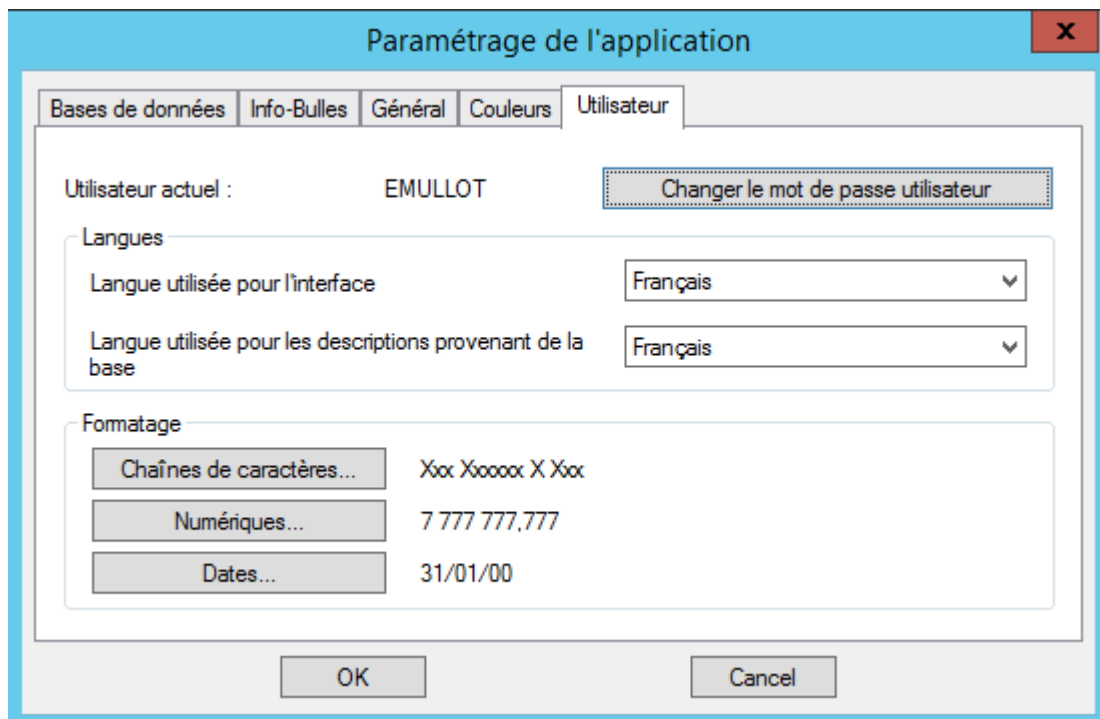 Paramétrage de l'application
x
Bases de données Info-Bulles Général Couleurs Utilisateur
Utilisateur actuel : EMULLOT Changer le mot de passe utilisateur
Langues
Langue utilisée pour l'interface Français
Langue utilisée pour les descriptions provenant de la
base
Français
Formatage
Chaînes de caractères... Xxx Xxxxxx X Xxx
Numériques... 7 777 777,777
Dates... 31/01/00
OK Cancel